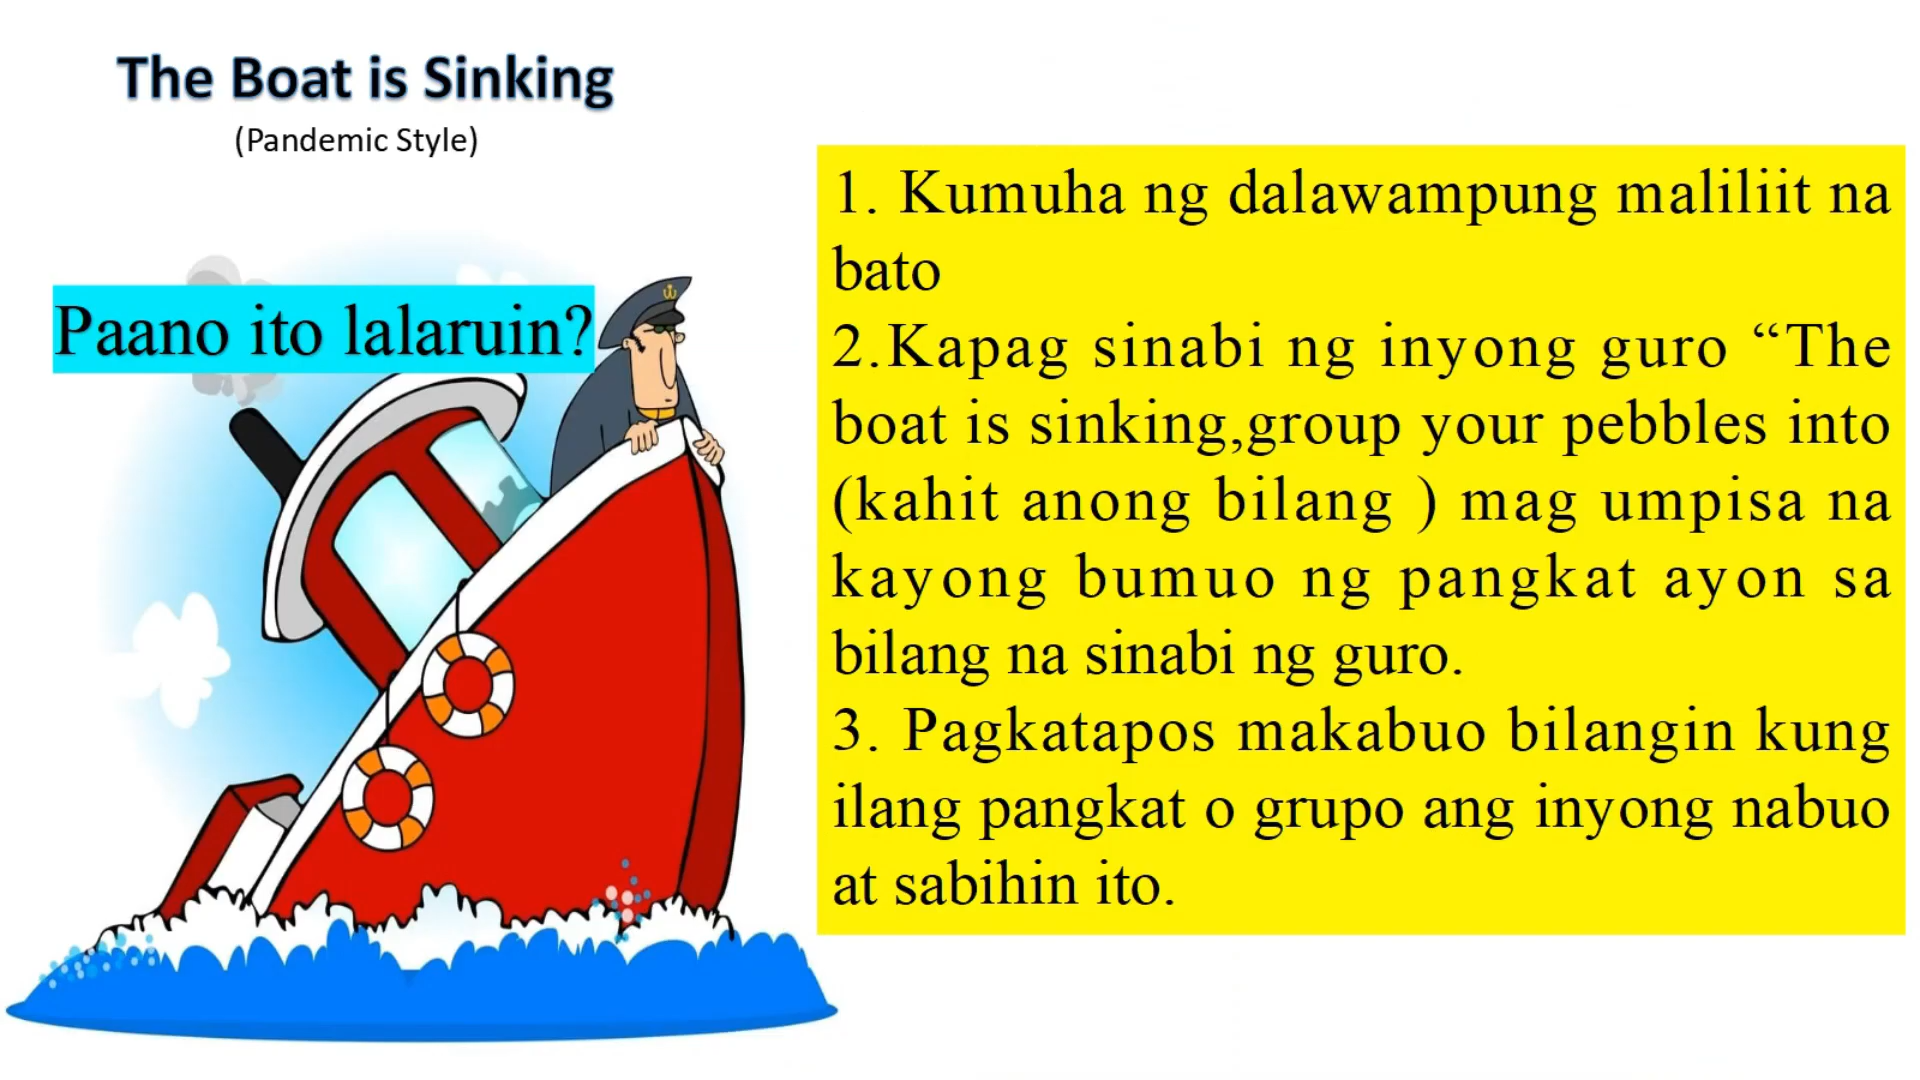 The Boat is Sinking
(Pandemic Style)
Paano ito lalaruin?
1. Kumuha ng dalawampung maliliit na
bato
2.Kapag sinabi ng inyong guro “The
boat is sinking,group your pebbles into
(kahit anong bilang ) mag umpisa na
kayong bumuo ng pangkat ayon sa
bilang na sinabi ng guro.
3. Pagkatapos makabuo bilangin kung
ilang pangkat o grupo ang inyong nabuo
at sabihin ito.